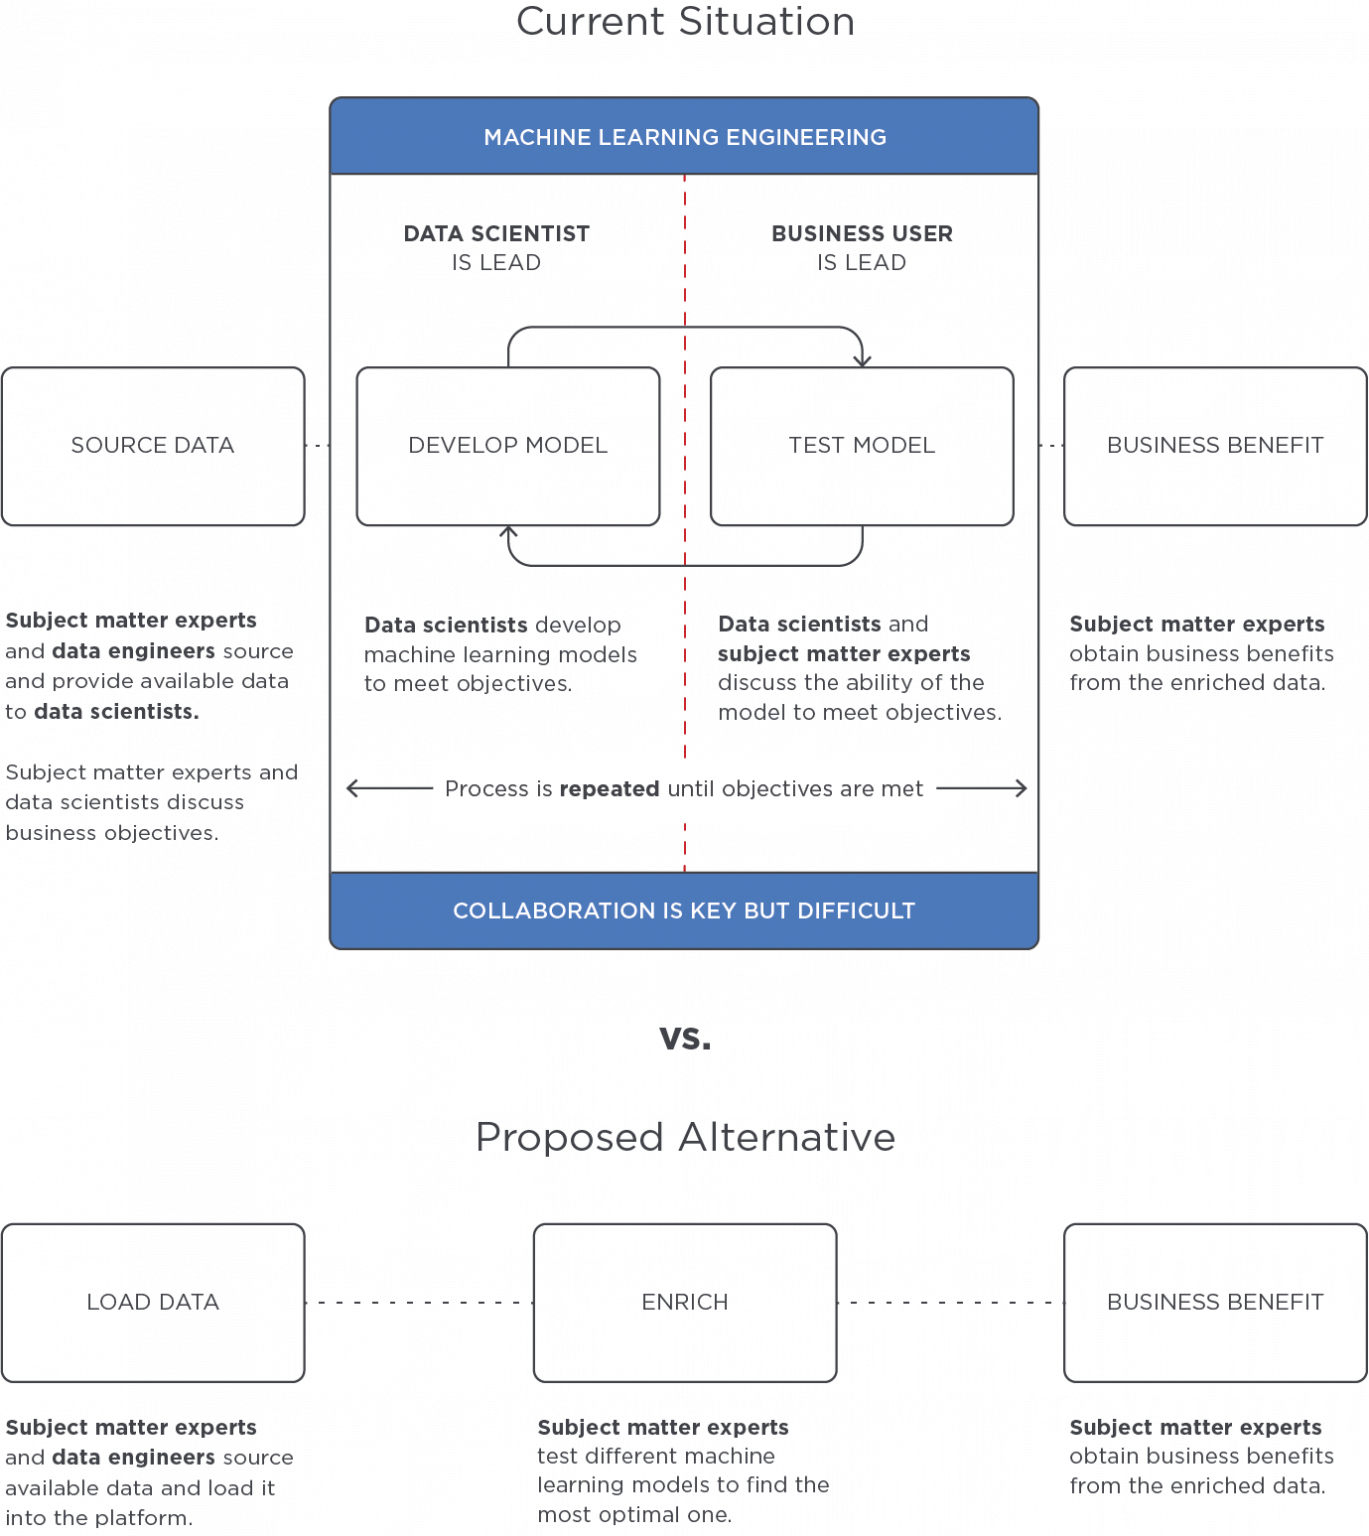 Current Situation
MACHINE LEARNING ENGINEERING
DATA SCIENTIST
IS LEAD
BUSINESS USER
IS LEAD
SOURCE DATA
DEVELOP MODEL
TEST MODEL
BUSINESS BENEFIT
Subject matter experts
and data engineers source
and provide available data
to data scientists.
Subject matter experts and
data scientists discuss
business objectives.
Data scientists develop
machine learning models
to meet objectives.
Data scientists and
subject matter experts
discuss the ability of the
model to meet objectives.
Subject matter experts
obtain business benefits
from the enriched data.
Process is repeated until objectives are met
COLLABORATION IS KEY BUT DIFFICULT
vs.
Proposed Alternative
LOAD DATA
ENRICH
BUSINESS BENEFIT
Subject matter experts
and data engineers source
available data and load it
into the platform.
Subject matter experts
test different machine
learning models to find the
most optimal one.
Subject matter experts
obtain business benefits
from the enriched data.